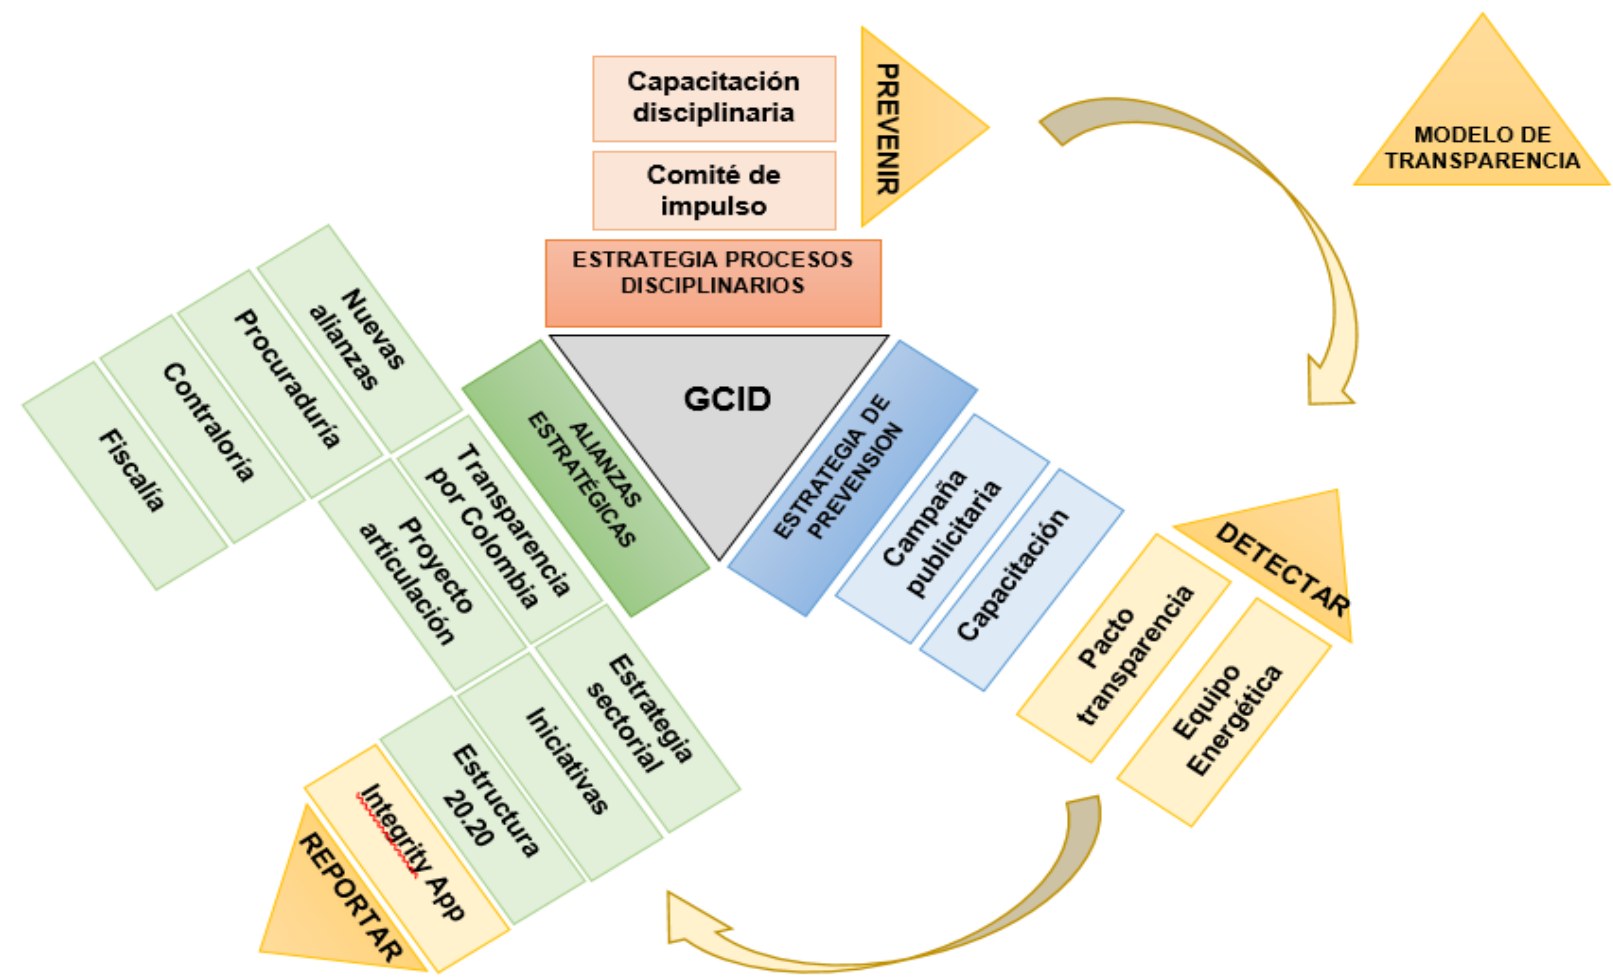 Capacitación
disciplinaria
PREVENIR
MODELO DE
TRANSPARENCIA
Comité de
impulso
ESTRATEGIA PROCESOS
DISCIPLINARIOS
GCID
Nuevas
alianzas
Procuraduría
Contraloría
Fiscalía
ALIANZAS
ESTRATÉGICAS
Transparencia
por Colombia
Proyecto
articulación
Estrategia
sectorial
Iniciativas
Estructura
20.20
Integrity App
REPORTAR
ESTRATEGIA DE
PREVENSION
Campaña
publicitaria
Capacitación
DETECTAR
Pacto
transparencia
Equipo
Energética